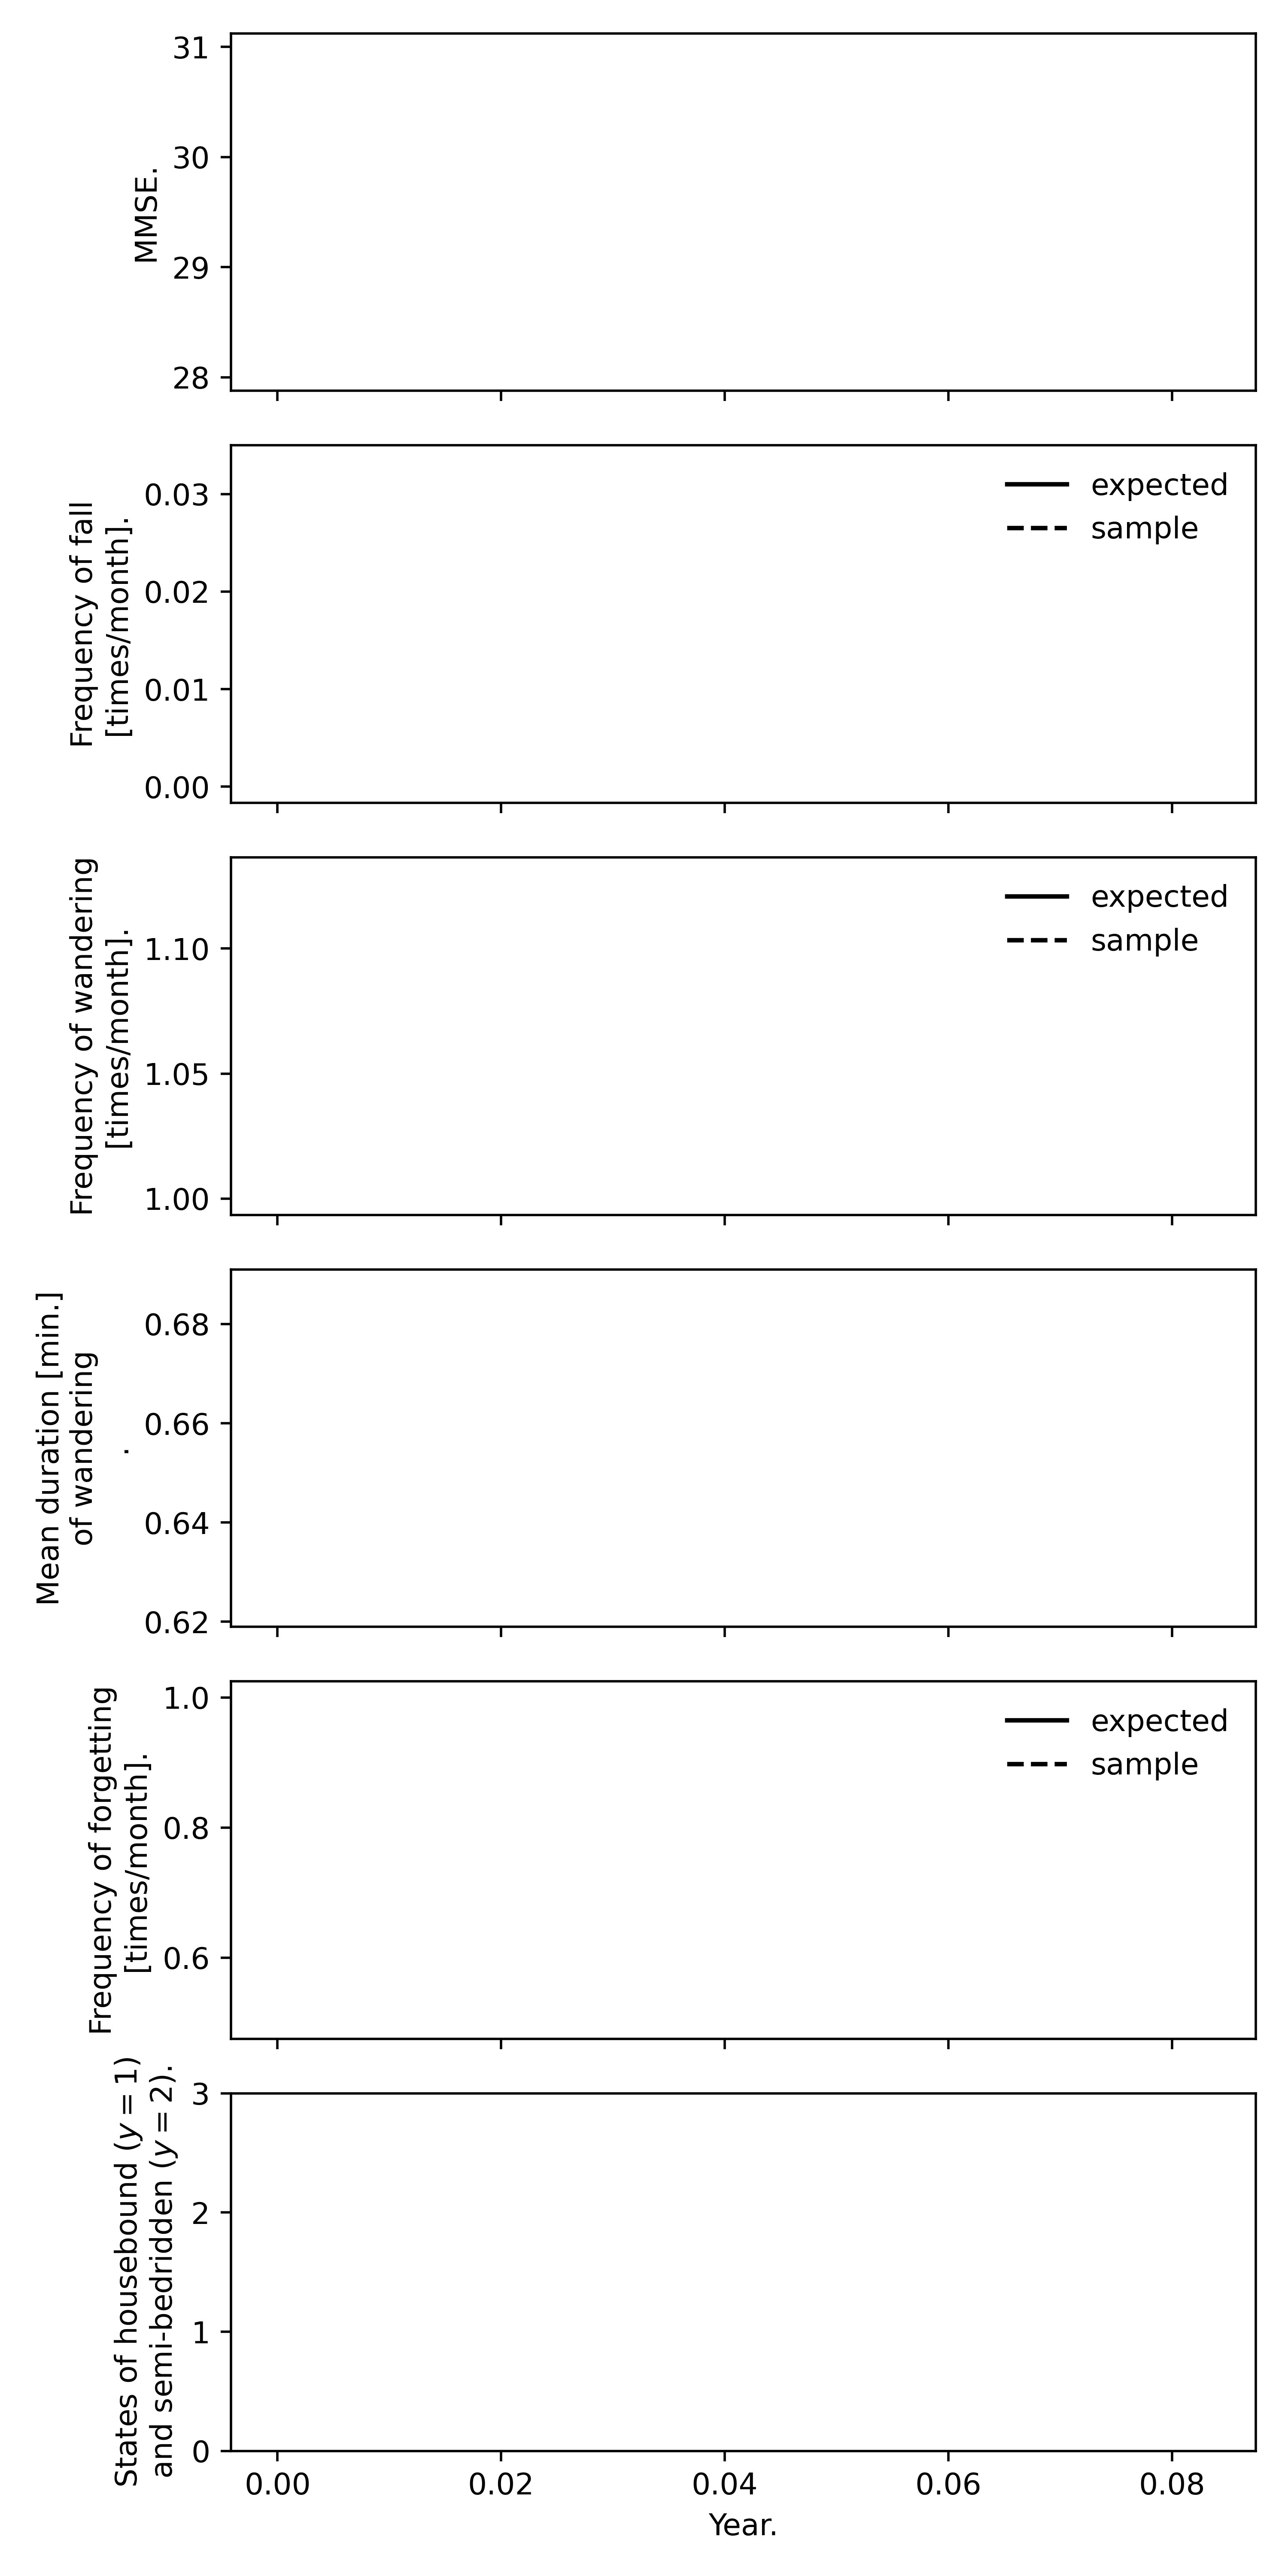 MMSE.
31
30
29
28
Frequency of fall
[times/month].
0.03
0.02
0.01
0.00
expected
sample
Frequency of wandering
[times/month].
1.10
1.05
1.00
expected
sample
Mean duration [min.]
of wandering
.
0.68
0.66
0.64
0.62
Frequency of forgetting
[times/month].
1.0
0.8
0.6
expected
sample
States of housebound (y = 1)
and semi-bedridden (y = 2).
3
2
1
0
0.00 0.02 0.04 0.06 0.08
Year.